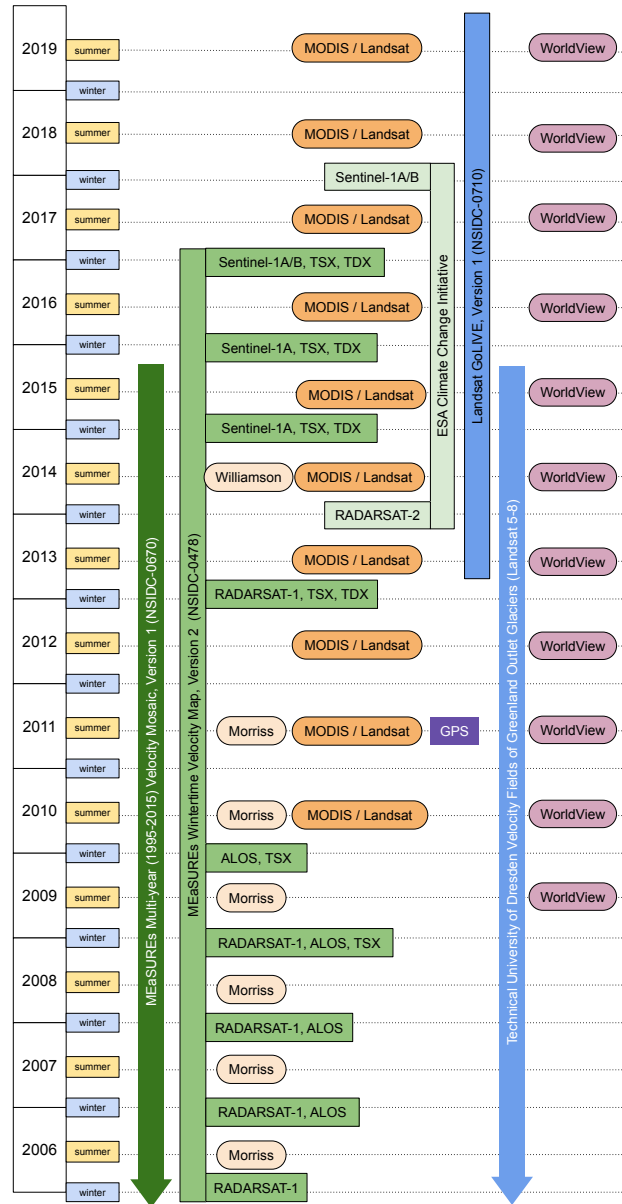 2019
summer
MODIS / Landsat
WorldView
winter
2018
summer
MODIS / Landsat
WorldView
winter
Sentinel-1A/B
2017
summer
MODIS / Landsat
WorldView
winter
Sentinel-1A/B, TSX, TDX
2016
summer
MODIS / Landsat
WorldView
winter
Sentinel-1A, TSX, TDX
2015
summer
MODIS / Landsat
WorldView
winter
Sentinel-1A, TSX, TDX
2014
summer
Williamson
MODIS / Landsat
WorldView
winter
RADARSAT-2
2013
summer
MODIS / Landsat
WorldView
winter
RADARSAT-1, TSX, TDX
2012
summer
MODIS / Landsat
WorldView
winter
2011
summer
Morriss
MODIS / Landsat
GPS
WorldView
winter
2010
summer
Morriss
MODIS / Landsat
WorldView
winter
ALOS, TSX
2009
summer
Morriss
WorldView
winter
RADARSAT-1, ALOS, TSX
2008
summer
Morriss
winter
RADARSAT-1, ALOS
2007
summer
Morriss
winter
RADARSAT-1, ALOS
2006
summer
Morriss
winter
RADARSAT-1
MEaSUREs Multi-year (1995-2015) Velocity Mosaic, Version 1 (NSIDC-0670)
MEaSUREs Wintertime Velocity Map, Version 2 (NSIDC-0478)
ESA Climate Change Initiative
Landsat GoLIVE, Version 1 (NSIDC-0710)
Technical University of Dresden Velocity Fields of Greenland Outlet Glaciers (Landsat 5-8)